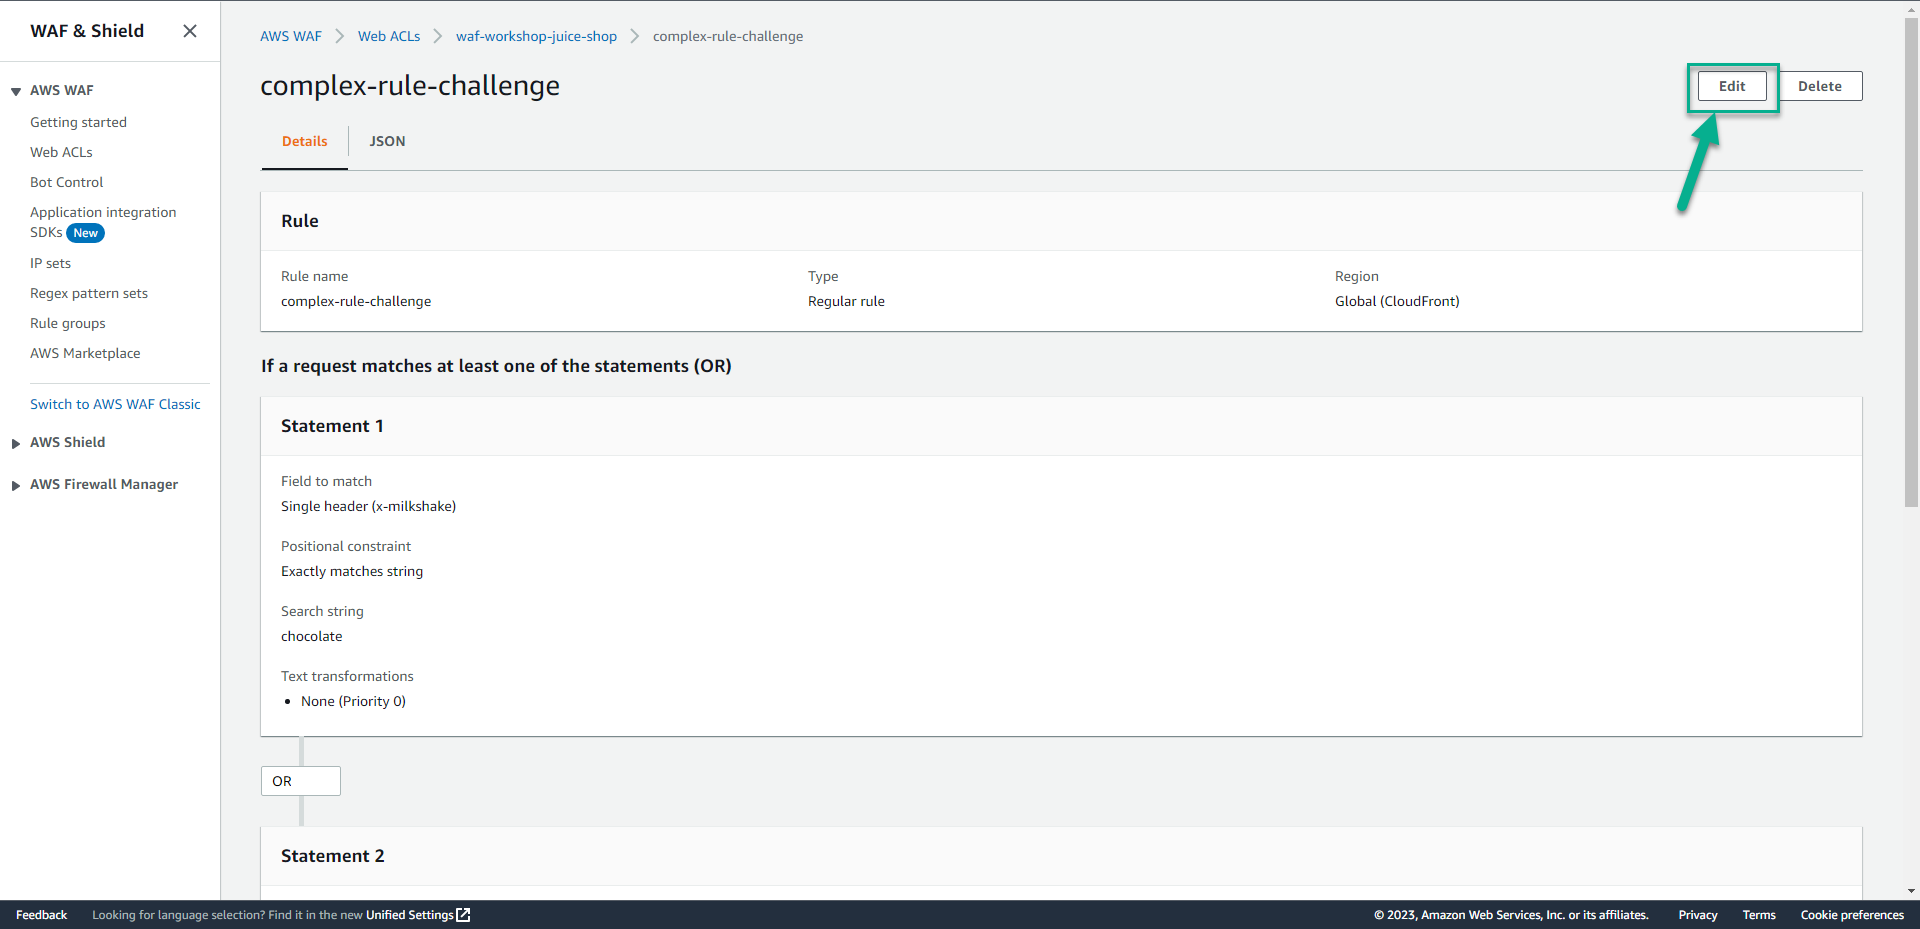 WAF & Shield
AWS WAF
Getting started
Web ACLs
Bot Control
Application integration
SDKs New
IP sets
Regex pattern sets
Rule groups
AWS Marketplace
Switch to AWS WAF Classic
AWS Shield
AWS Firewall Manager
AWS WAF Web ACLs waf-workshop-juice-shop complex-rule-challenge
complex-rule-challenge
Edit Delete
Details JSON
Rule
Rule name Type Region
complex-rule-challenge Regular rule Global (CloudFront)
If a request matches at least one of the statements (OR)
Statement 1
Field to match
Single header (x-milkshake)
Positional constraint
Exactly matches string
Search string
chocolate
Text transformations
• None (Priority 0)
OR
Statement 2
Feedback Looking for language selection? Find it in the new Unified Settings © 2023, Amazon Web Services, Inc. or its affiliates. Privacy Terms Cookie preferences